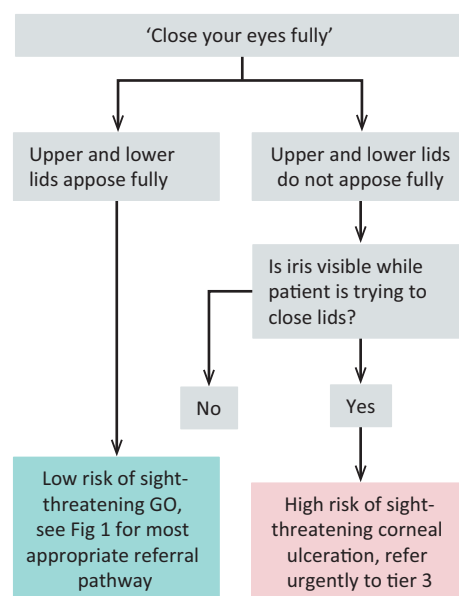 ‘Close your eyes fully’
Upper and lower
lids appose fully
Upper and lower lids
do not appose fully
Is iris visible while
patient is trying to
close lids?
No
Yes
Low risk of sight-
threatening GO,
see Fig 1 for most
appropriate referral
pathway
High risk of sight-
threatening corneal
ulceration, refer
urgently to tier 3